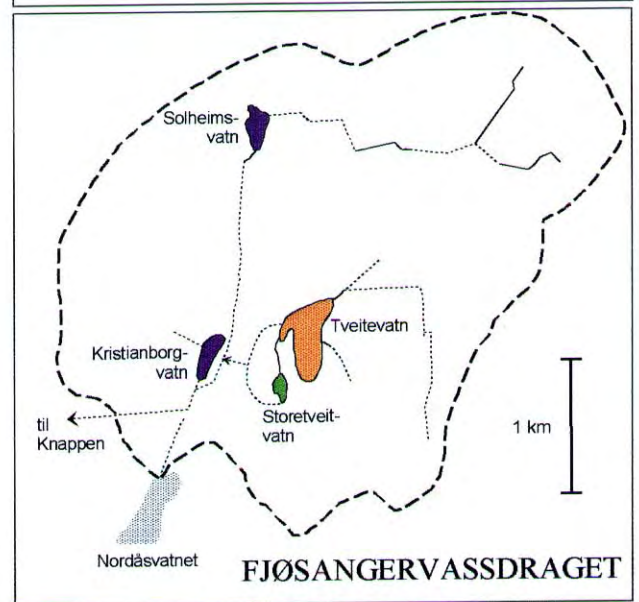 Solheims-
vatn
Tveitevatn
Kristianborg-
vatn
Storetveit-
vatn
til
Knappen
1 km
Nordåsvatnet
FJØSANGERVASSDRAGET